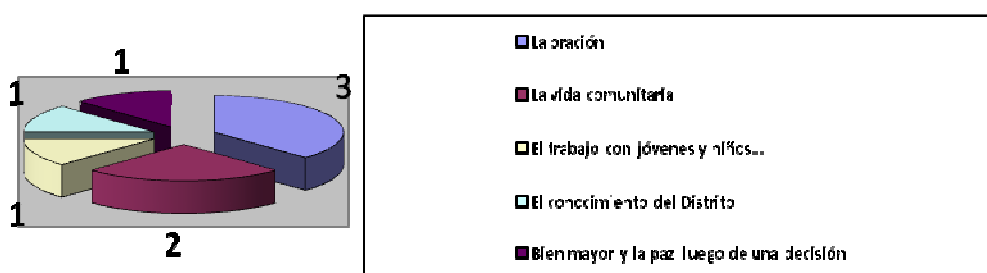 1
1
3
1
2
La oración
La vida comunitaria
El trabajo con jóvenes y niños...
El conocimiento del Distrito
Bien mayor y la paz luego de una decisión